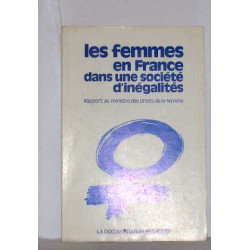 les femmes
en France
dans une société
d'inégalités
Rapport au ministre des Droits de la femme
LA DOCUMENTATION FRANÇAISE